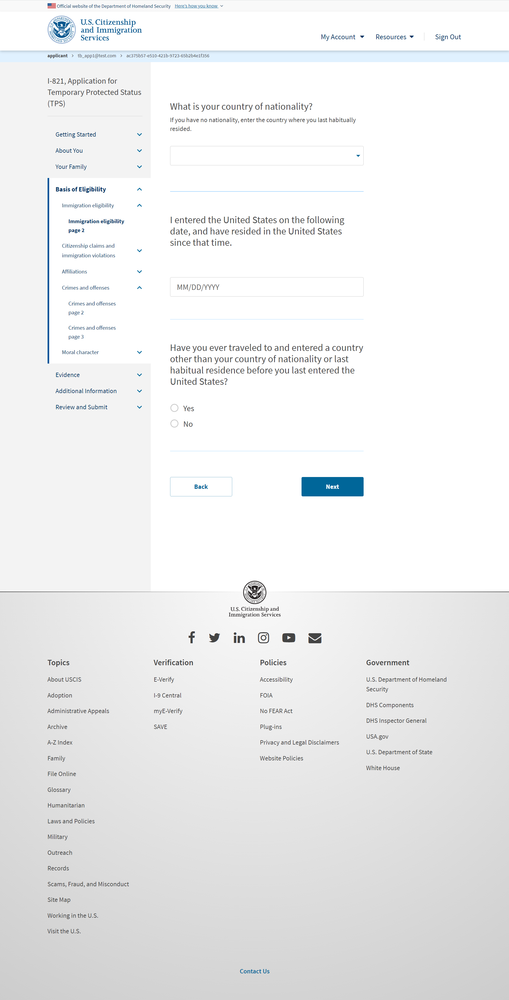 Official website of the Department of Homeland Security Here's how you know
U.S. Citizenship
and Immigration
Services
My Account Resources Sign Out
applicant > tb_app1@test.com > ac375b57-e510-421b-9723-65b2b4e1f356
I-821, Application for
Temporary Protected Status
(TPS)
Getting Started
About You
Your Family
Basis of Eligibility
Immigration eligibility
Immigration eligibility
page 2
Citizenship claims and
immigration violations
Affiliations
Crimes and offenses
Crimes and offenses
page 2
Crimes and offenses
page 3
Moral character
Evidence
Additional Information
Review and Submit
What is your country of nationality?
If you have no nationality, enter the country where you last habitually
resided.
I entered the United States on the following
date, and have resided in the United States
since that time.
MM/DD/YYYY
Have you ever traveled to and entered a country
other than your country of nationality or last
habitual residence before you last entered the
United States?
Yes
No
Back
Next
U.S. Citizenship and
Immigration Services
Topics
About USCIS
Adoption
Administrative Appeals
Archive
A-Z Index
Family
File Online
Glossary
Humanitarian
Laws and Policies
Military
Outreach
Records
Scams, Fraud, and Misconduct
Site Map
Working in the U.S.
Visit the U.S.
Verification
E-Verify
I-9 Central
myE-Verify
SAVE
Policies
Accessibility
FOIA
No FEAR Act
Plug-ins
Privacy and Legal Disclaimers
Website Policies
Government
U.S. Department of Homeland
Security
DHS Components
DHS Inspector General
USA.gov
U.S. Department of State
White House
Contact Us